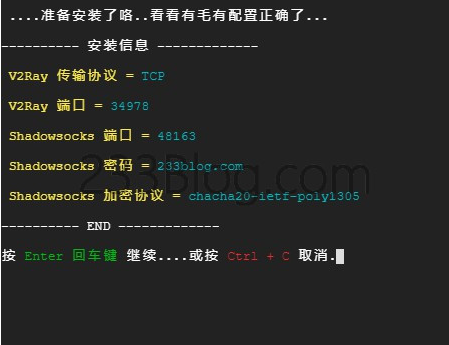 ....准备安装了咯..看看有毛有配置正确了...
---------- 安装信息 -------------
V2Ray 传输协议 = TCP
V2Ray 端口 = 34978
Shadowsocks 端口 = 48163
Shadowsocks 密码 = 233blog.com
233Blog.com
Shadowsocks 加密协议 = chacha20-ietf-poly1305
---------- END -------------
按 Enter 回车键 继续....或按 Ctrl + C 取消.